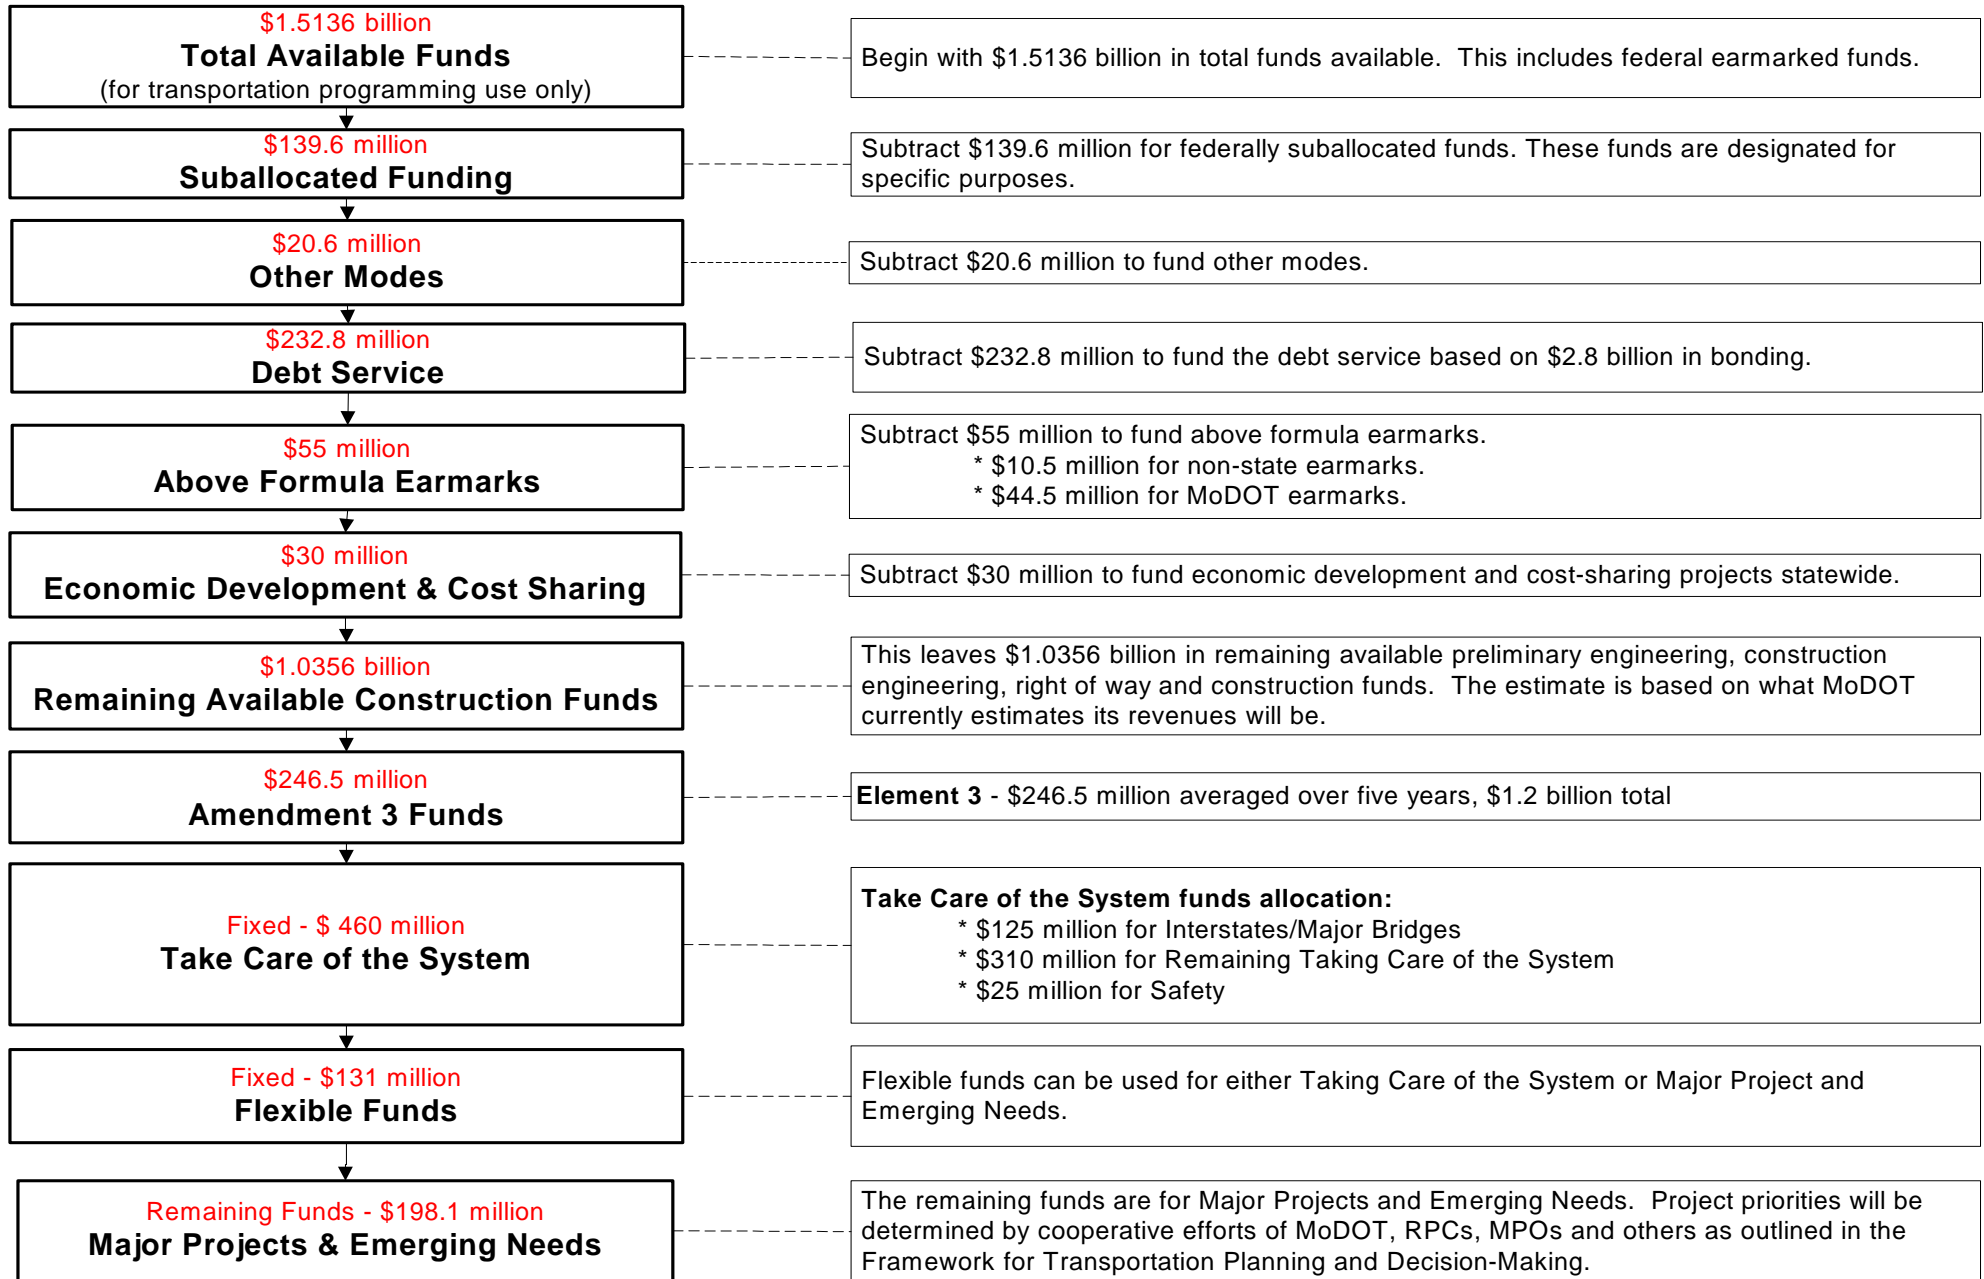 $1.5136 billion
Total Available Funds
(for transportation programming use only)
Begin with $1.5136 billion in total funds available.  This includes federal earmarked funds.
$139.6 million
Suballocated Funding
Subtract $139.6 million for federally suballocated funds. These funds are designated for
specific purposes.
$20.6 million
Other Modes
Subtract $20.6 million to fund other modes.
$232.8 million
Debt Service
Subtract $232.8 million to fund the debt service based on $2.8 billion in bonding.
$55 million
Above Formula Earmarks
Subtract $55 million to fund above formula earmarks.
* $10.5 million for non-state earmarks.
* $44.5 million for MoDOT earmarks.
$30 million
Economic Development & Cost Sharing
Subtract $30 million to fund economic development and cost-sharing projects statewide.
$1.0356 billion
Remaining Available Construction Funds
This leaves $1.0356 billion in remaining available preliminary engineering, construction
engineering, right of way and construction funds.  The estimate is based on what MoDOT
currently estimates its revenues will be.
$246.5 million
Amendment 3 Funds
Element 3 - $246.5 million averaged over five years, $1.2 billion total
Fixed - $ 460 million
Take Care of the System
Take Care of the System funds allocation:
* $125 million for Interstates/Major Bridges
* $310 million for Remaining Taking Care of the System
* $25 million for Safety
Fixed - $131 million
Flexible Funds
Flexible funds can be used for either Taking Care of the System or Major Project and
Emerging Needs.
Remaining Funds - $198.1 million
Major Projects & Emerging Needs
The remaining funds are for Major Projects and Emerging Needs.  Project priorities will be
determined by cooperative efforts of MoDOT, RPCs, MPOs and others as outlined in the
Framework for Transportation Planning and Decision-Making.